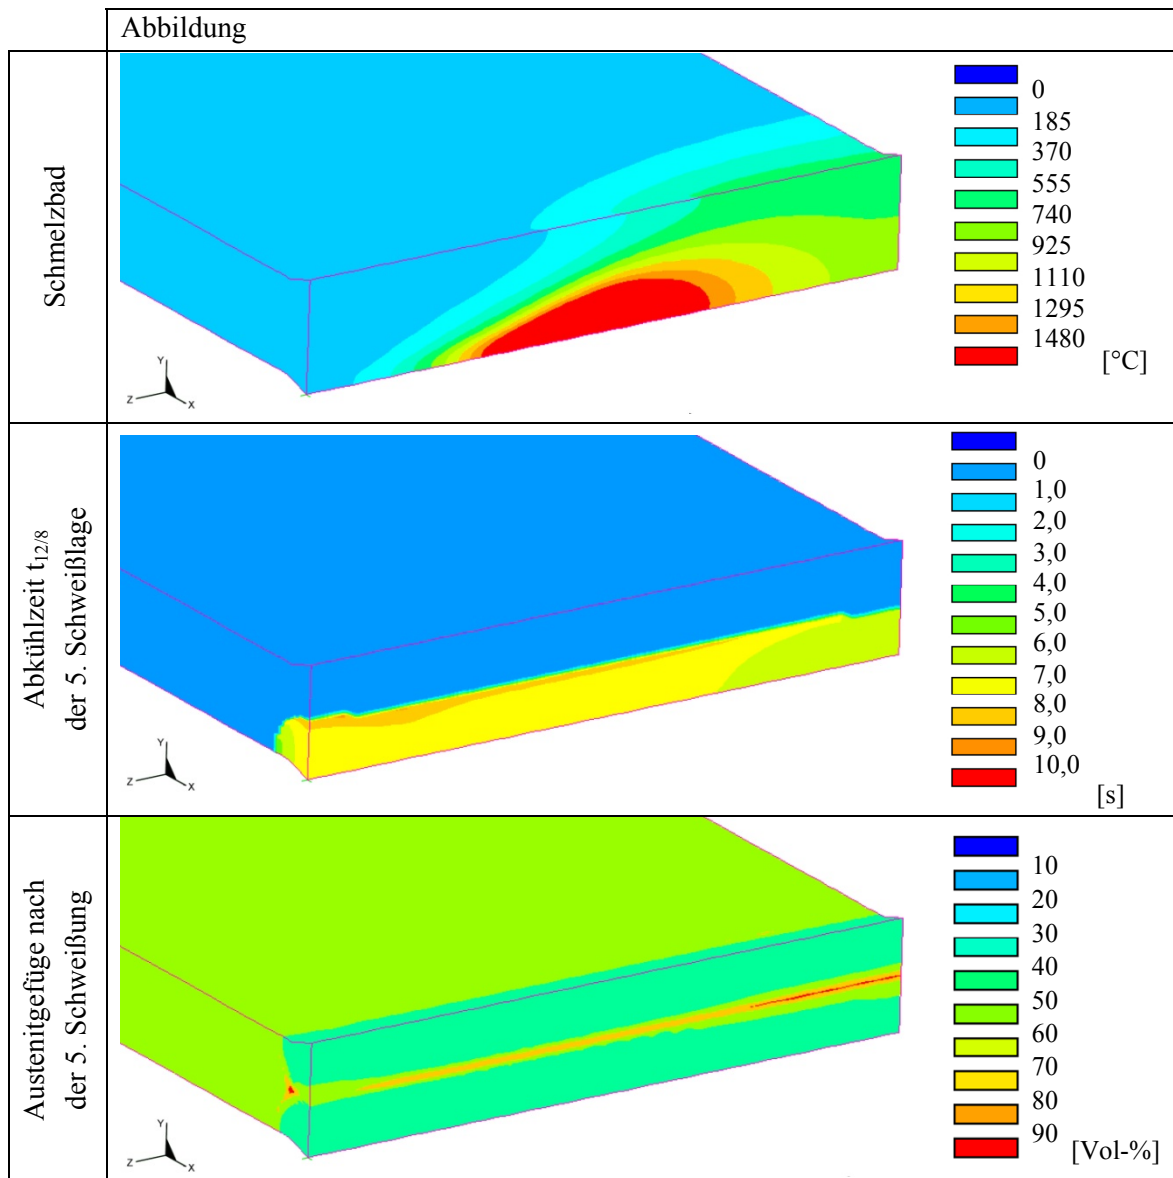 Abbildung
Schmelzbad
0
185
370
555
740
925
1110
1295
1480
[°C]
Y
Z
X
Abkühlzeit t12/8
der 5. Schweißlage
0
1,0
2,0
3,0
4,0
5,0
6,0
7,0
8,0
9,0
10,0
[s]
Y
Z
X
Austenitgefüge nach
der 5. Schweißung
10
20
30
40
50
60
70
80
90
[Vol-%]
Y
Z
X